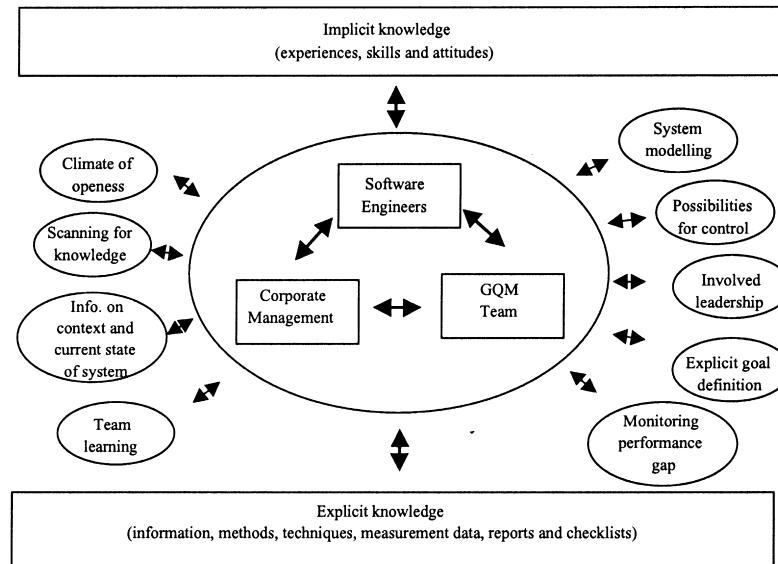 Implicit knowledge
(experiences, skills and attitudes)
Climate of
openess
Scanning for
knowledge
Info. on
context and
current state
of system
Team
learning
Software
Engineers
Corporate
Management
GQM
Team
System
modelling
Possibilities
for control
Involved
leadership
Explicit goal
definition
Monitoring
performance
gap
Explicit knowledge
(information, methods, techniques, measurement data, reports and checklists)